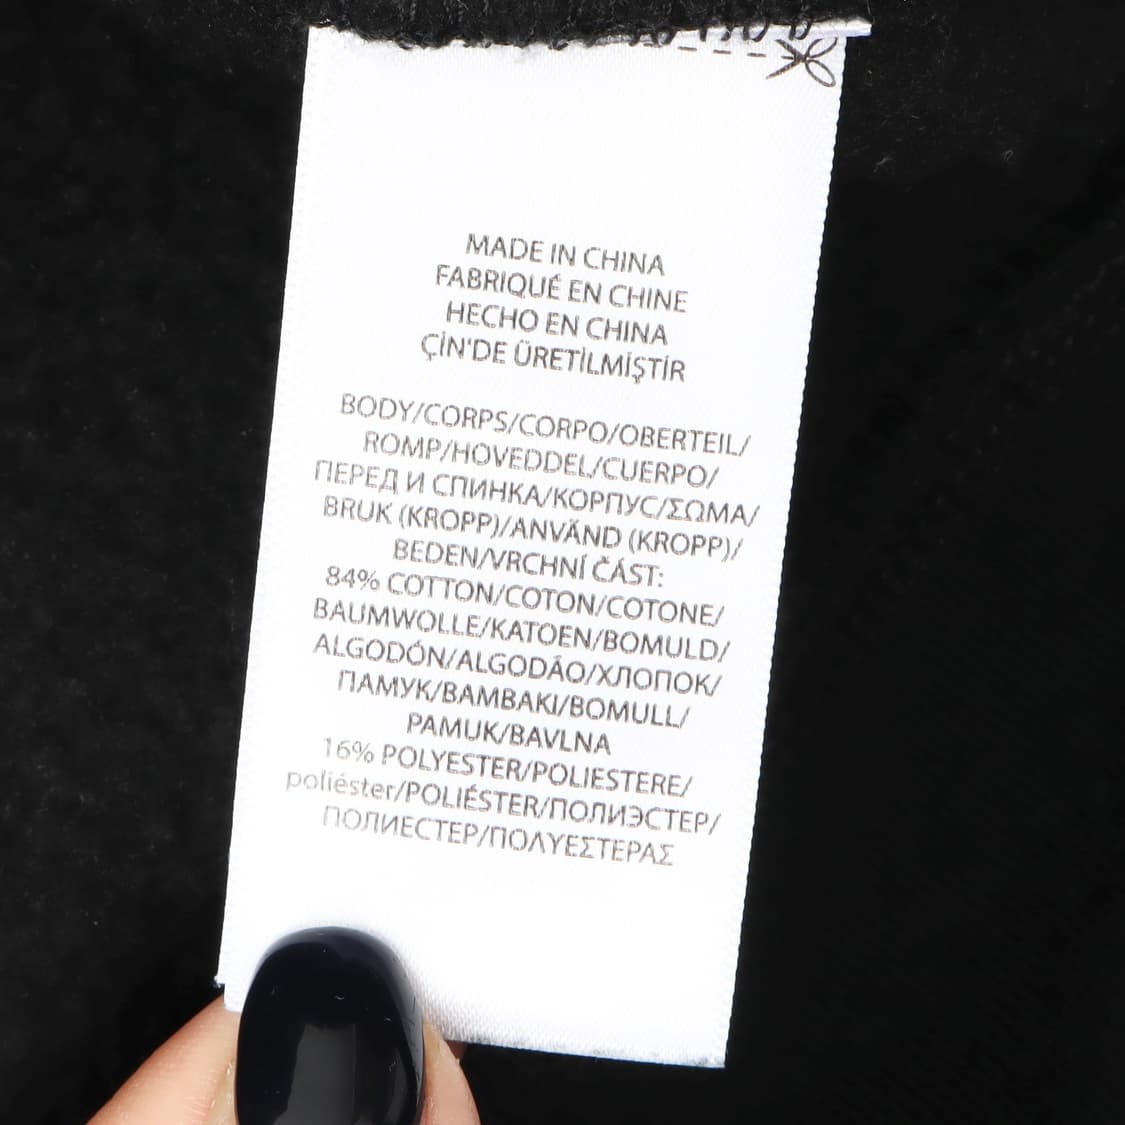 MADE IN CHINA
FABRIQUÉ EN CHINE
HECHO EN CHINA
ÇİN'DE ÜRETİLMİŞTİR
BODY/CORPS/CORPO/OBERTEIL/
ROMP/HOVEDDEL/CUERPO/
ПЕРЕД И СПИНКА/КОРПУС/ΣΩΜΑ/
BRUK (KROPP)/ANVÄND (KROPP)/
BEDEN/VRCHNÍ ČÁST:
84% COTTON/COTON/COTONE/
BAUMWOLLE/KATOEN/BOMULD/
ALGODÓN/ALGODÃO/ХЛОПОК/
ПАМУК/BAMBAKI/BOMULL/
PAMUK/BAVLNA
16% POLYESTER/POLIESTERE/
poliéster/POLIÉSTER/ПОЛИЭСТЕР/
ПОЛИЕСТЕР/ΠΟΛΥΕΣΤΕΡΑΣ